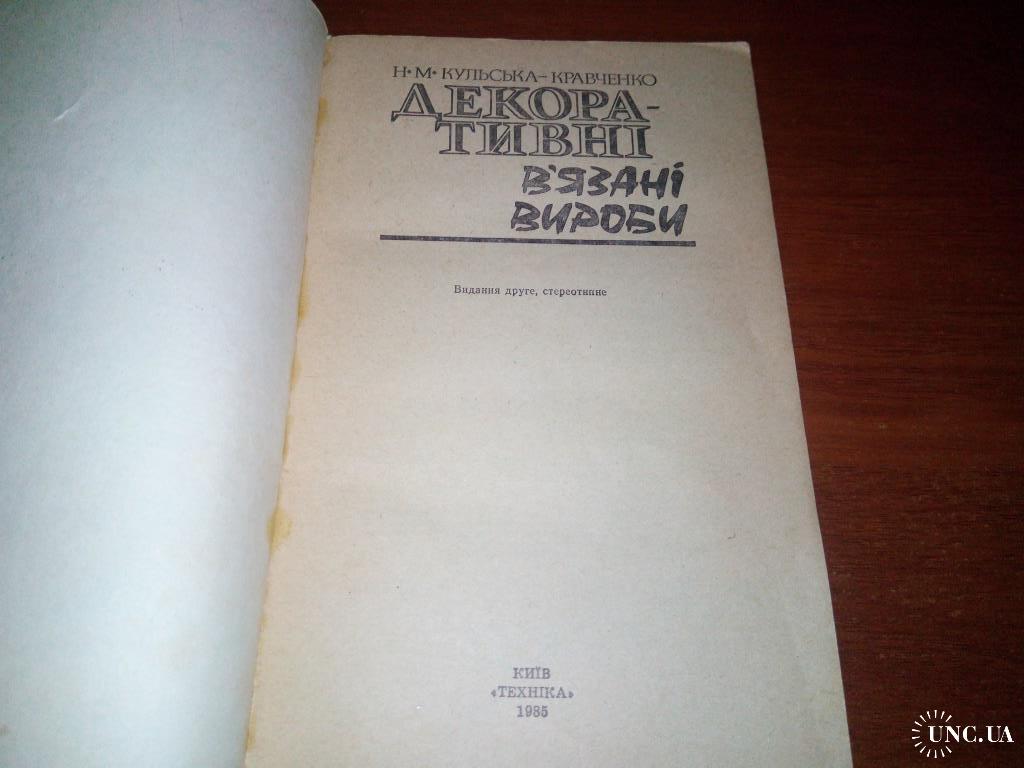 Н·М·КУЛЬСЬКА–КРАВЧЕНКО
ДЕКОРА-
ТИВНІ
В'ЯЗАНІ
ВИРОБИ
Видання друге, стереотипне
КИЇВ
«ТЕХНІКА»
1985
UNC.UA